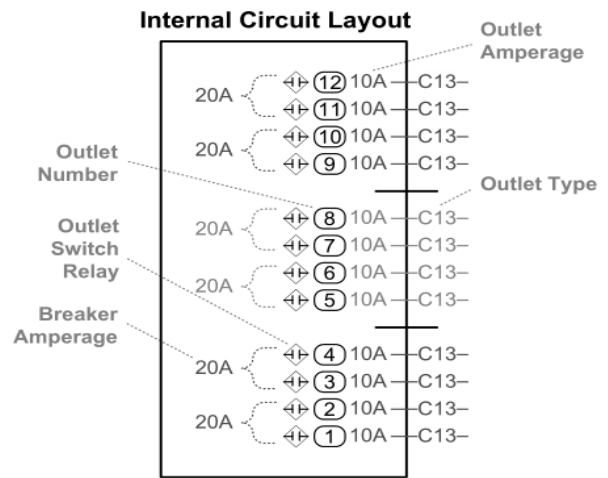 Internal Circuit Layout
Outlet
Amperage
20A
12 10A C13
11 10A C13
20A
10 10A C13
9 10A C13
Outlet
Number
Outlet Type
20A
8 10A C13
7 10A C13
Outlet
Switch
Relay
20A
6 10A C13
5 10A C13
Breaker
Amperage
20A
4 10A C13
3 10A C13
20A
2 10A C13
1 10A C13